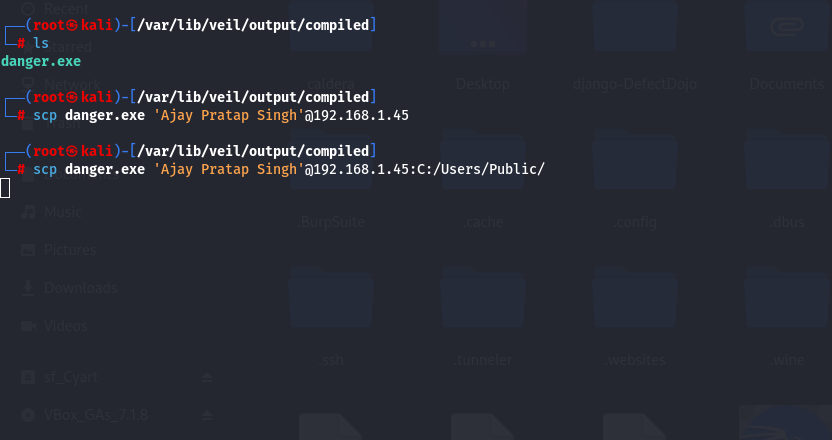 Recent
┌──(root㉿kali)-[/var/lib/veil/output/compiled]
└─# ls
Starred
danger.exe
Network
caldera
Desktop
django-DefectDojo
Documents
┌──(root㉿kali)-[/var/lib/veil/output/compiled]
└─# scp danger.exe 'Ajay Pratap Singh'@192.168.1.45
┌──(root㉿kali)-[/var/lib/veil/output/compiled]
└─# scp danger.exe 'Ajay Pratap Singh'@192.168.1.45:C:/Users/Public/
Music
.BurpSuite
.cache
.config
.dbus
Pictures
Downloads
Videos
.ssh
.tunneler
.websites
.wine
VBox_GAs_7.1.8